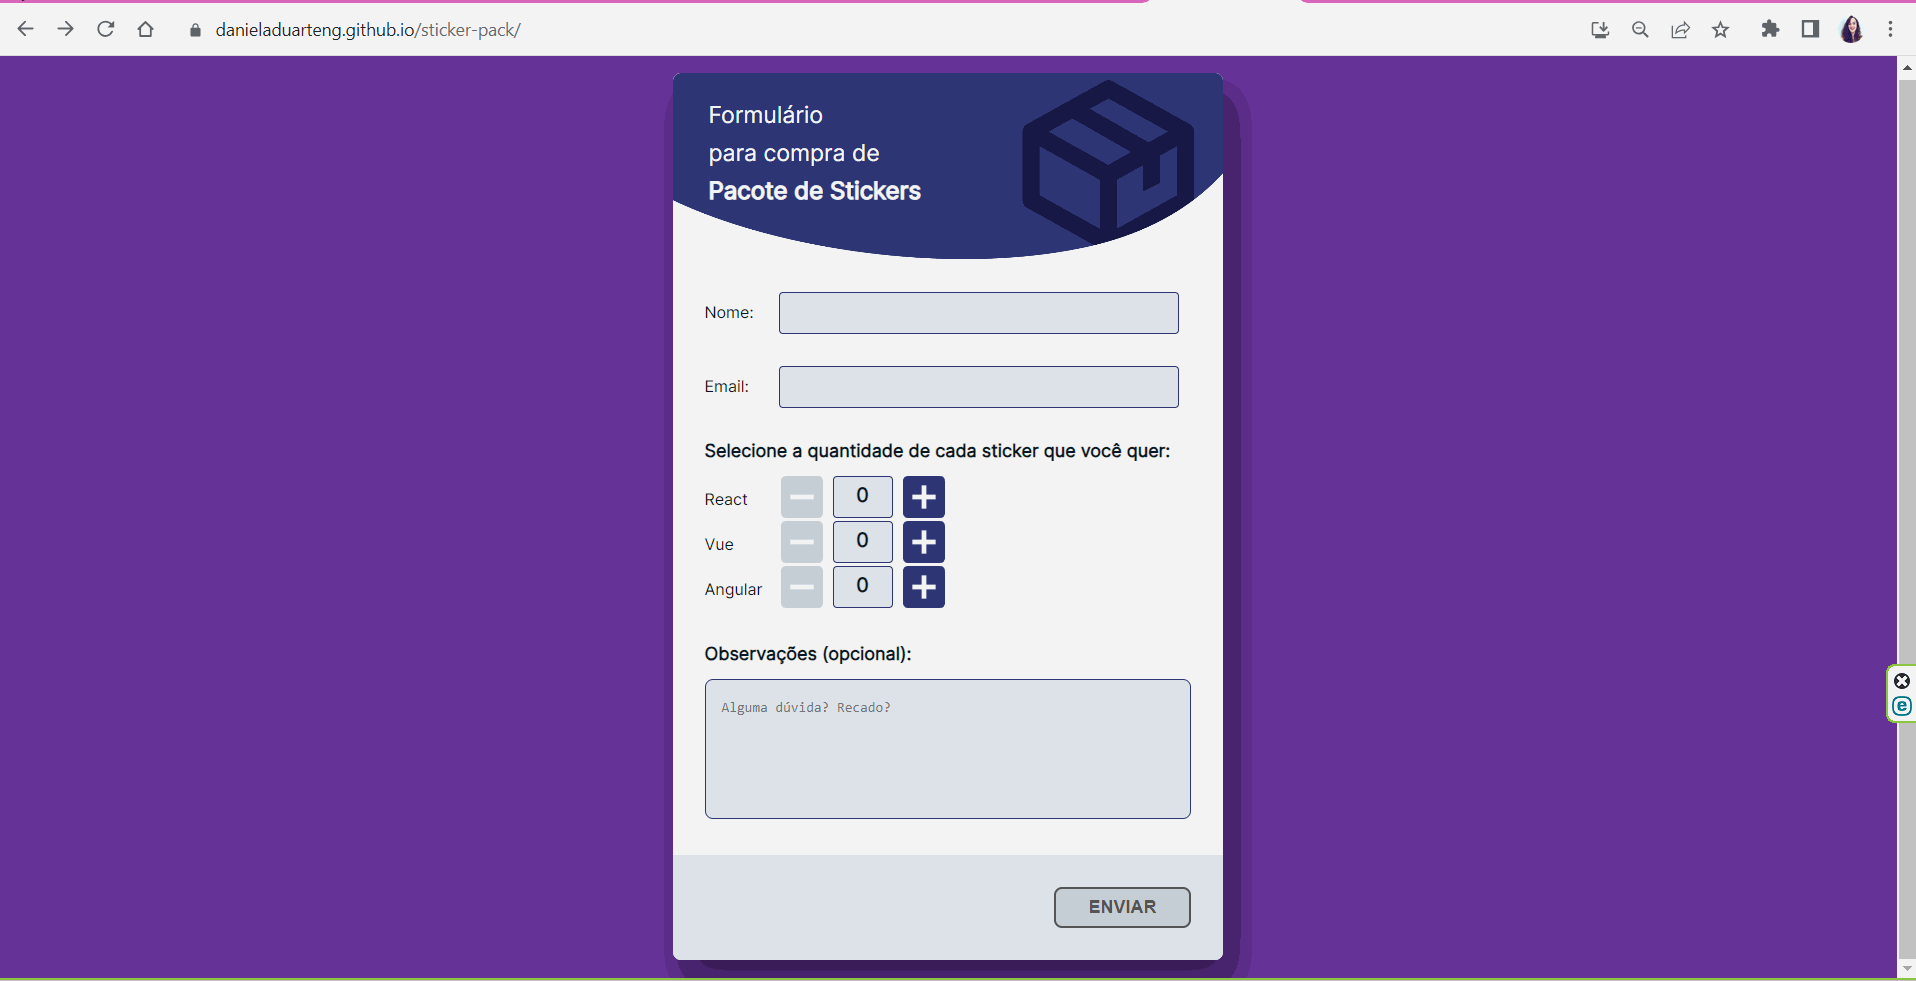 danieladuarteng.github.io/sticker-pack/
Formulário
para compra de
Pacote de Stickers
Nome:
Email:
Selecione a quantidade de cada sticker que você quer:
React 0
Vue 0
Angular 0
Observações (opcional):
Alguma dúvida? Recado?
e
ENVIAR